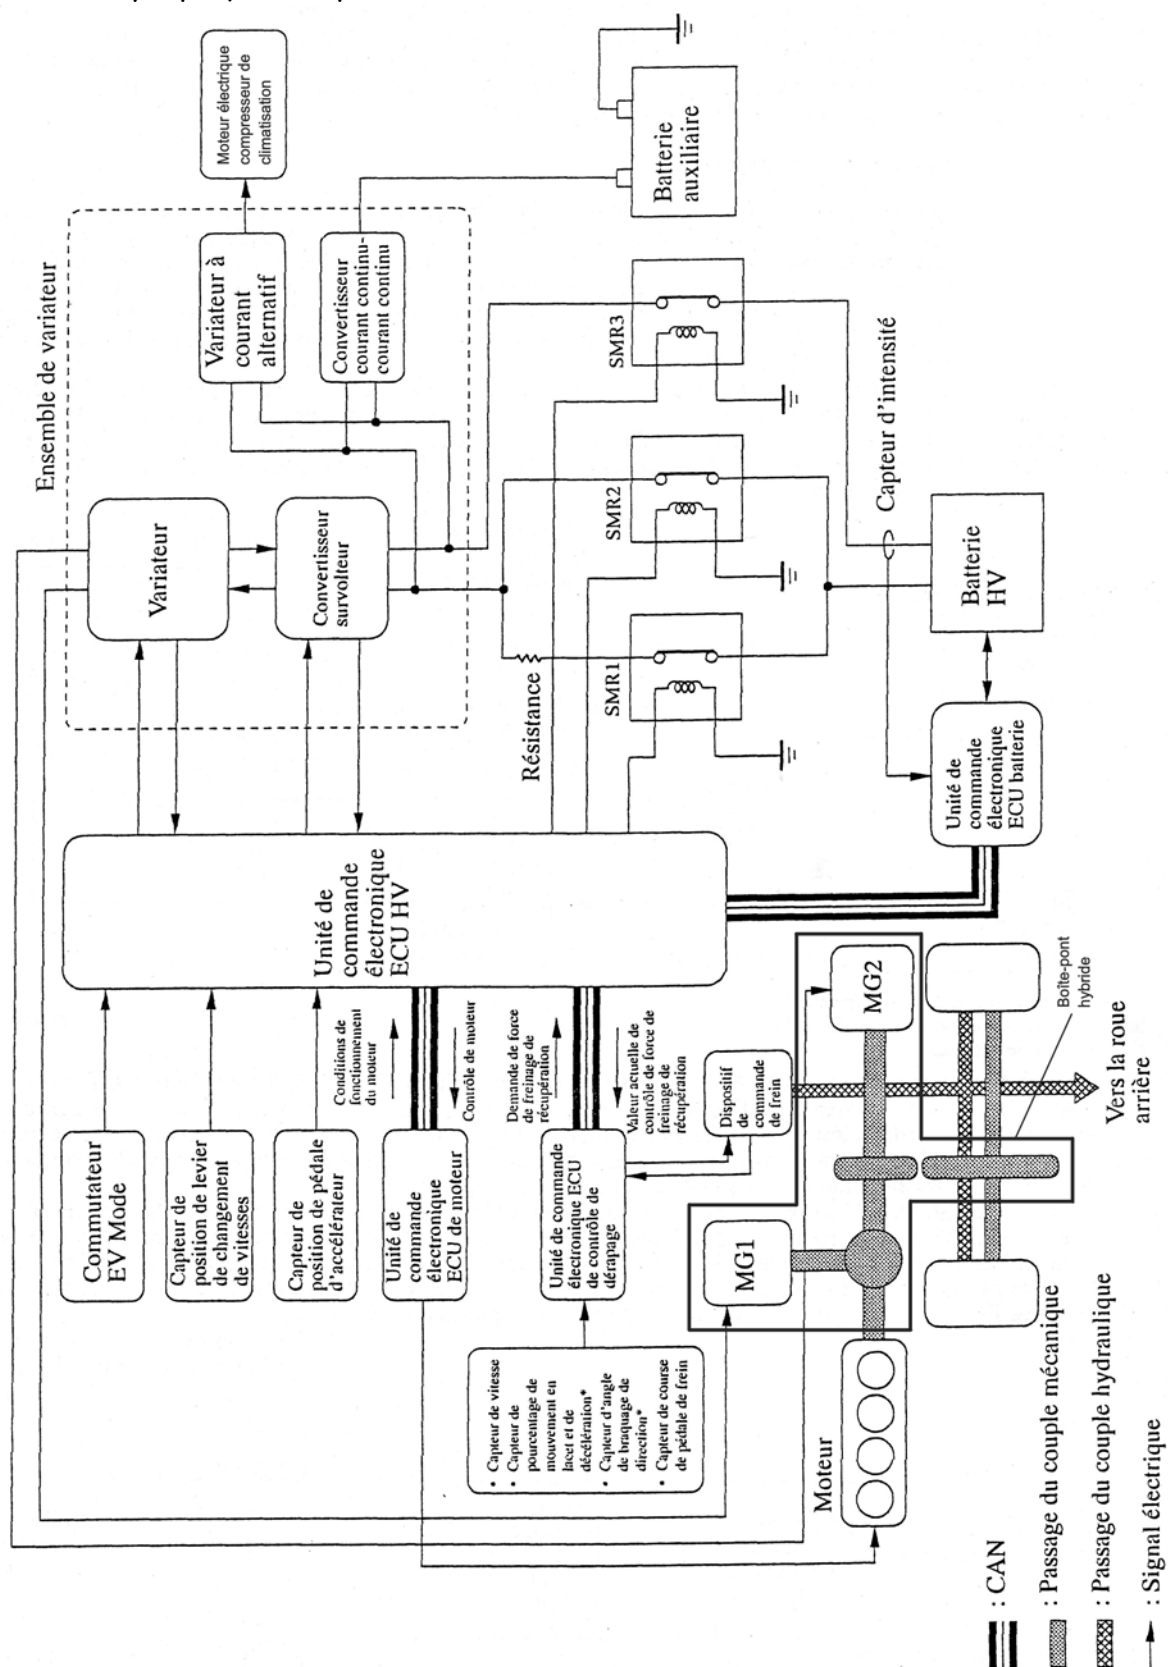 Ensemble de variateur
Commutateur
EV Mode
Capteur de
position de levier
de changement
de vitesses
Capteur de
position de pédale
d'accélérateur
Unité de
commande
électronique
ECU de moteur
Conditions de
fonctionnement
du moteur
Contrôle de moteur
Unité de
commande
électronique
ECU HV
Variateur
Convertisseur
survolteur
Variateur à
courant
alternatif
Convertisseur
courant continu-
courant continu
Moteur électrique
compresseur de
climatisation
• Capteur de vitesse
• Capteur de
pourcentage de
mouvement en
lacet et de
décélération*
• Capteur d'angle
de braquage de
direction*
• Capteur de course
de pédale de frein
Unité de commande
électronique ECU
de contrôle de
dérapage
Demande de force
de freinage de
récupération
Valeur actuelle de
contrôle de force de
freinage de
récupération
Dispositif
de
commande
de frein
Résistance
SMR1
SMR2
SMR3
Batterie
auxiliaire
Moteur
MG1
MG2
Capteur d'intensité
Unité de
commande
électronique
ECU batterie
Batterie
HV
Boîte-pont
hybride
Vers la roue
arrière
: CAN
: Passage du couple mécanique
: Passage du couple hydraulique
: Signal électrique